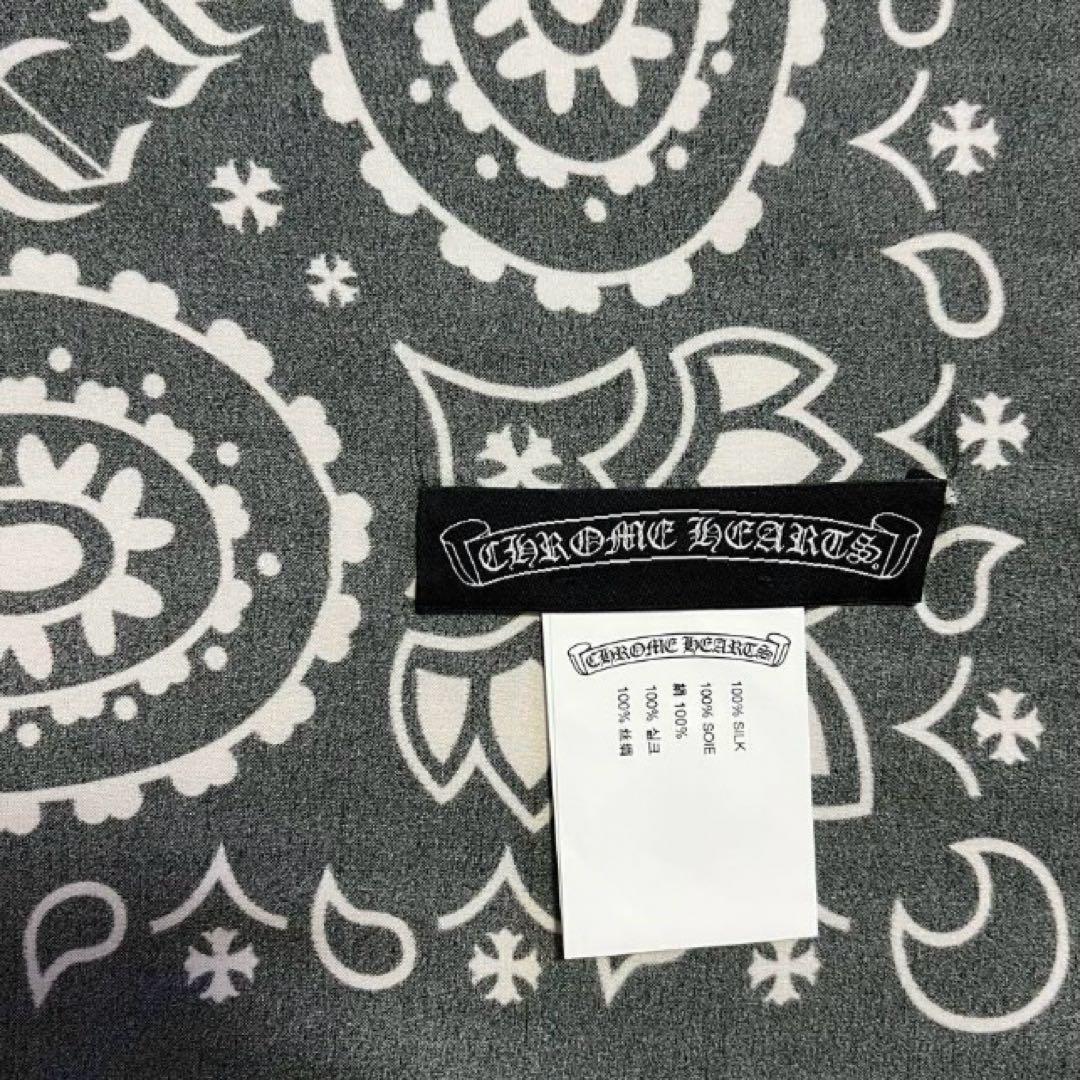 CHROME HEARTS.
CHROME HEARTS
100% SILK
100% SOIE
絹 100%
100% 실크
100% 丝绸